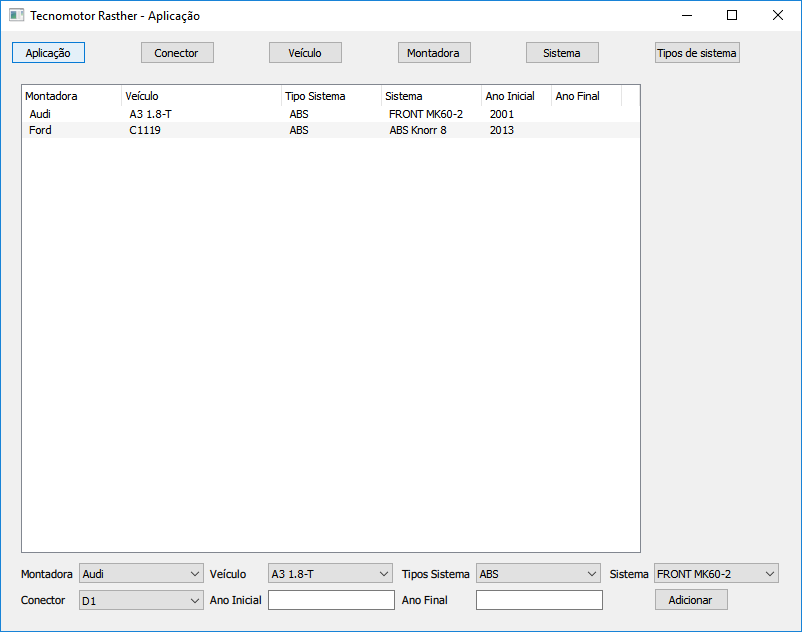 Tecnomotor Rasther - Aplicação
Aplicação Conector Veículo Montadora Sistema Tipos de sistema
Montadora Veículo Tipo Sistema Sistema Ano Inicial Ano Final
Audi A3 1.8-T ABS FRONT MK60-2 2001
Ford C1119 ABS ABS Knorr 8 2013
Montadora Audi Veículo A3 1.8-T Tipos Sistema ABS Sistema FRONT MK60-2
Conector D1 Ano Inicial Ano Final Adicionar